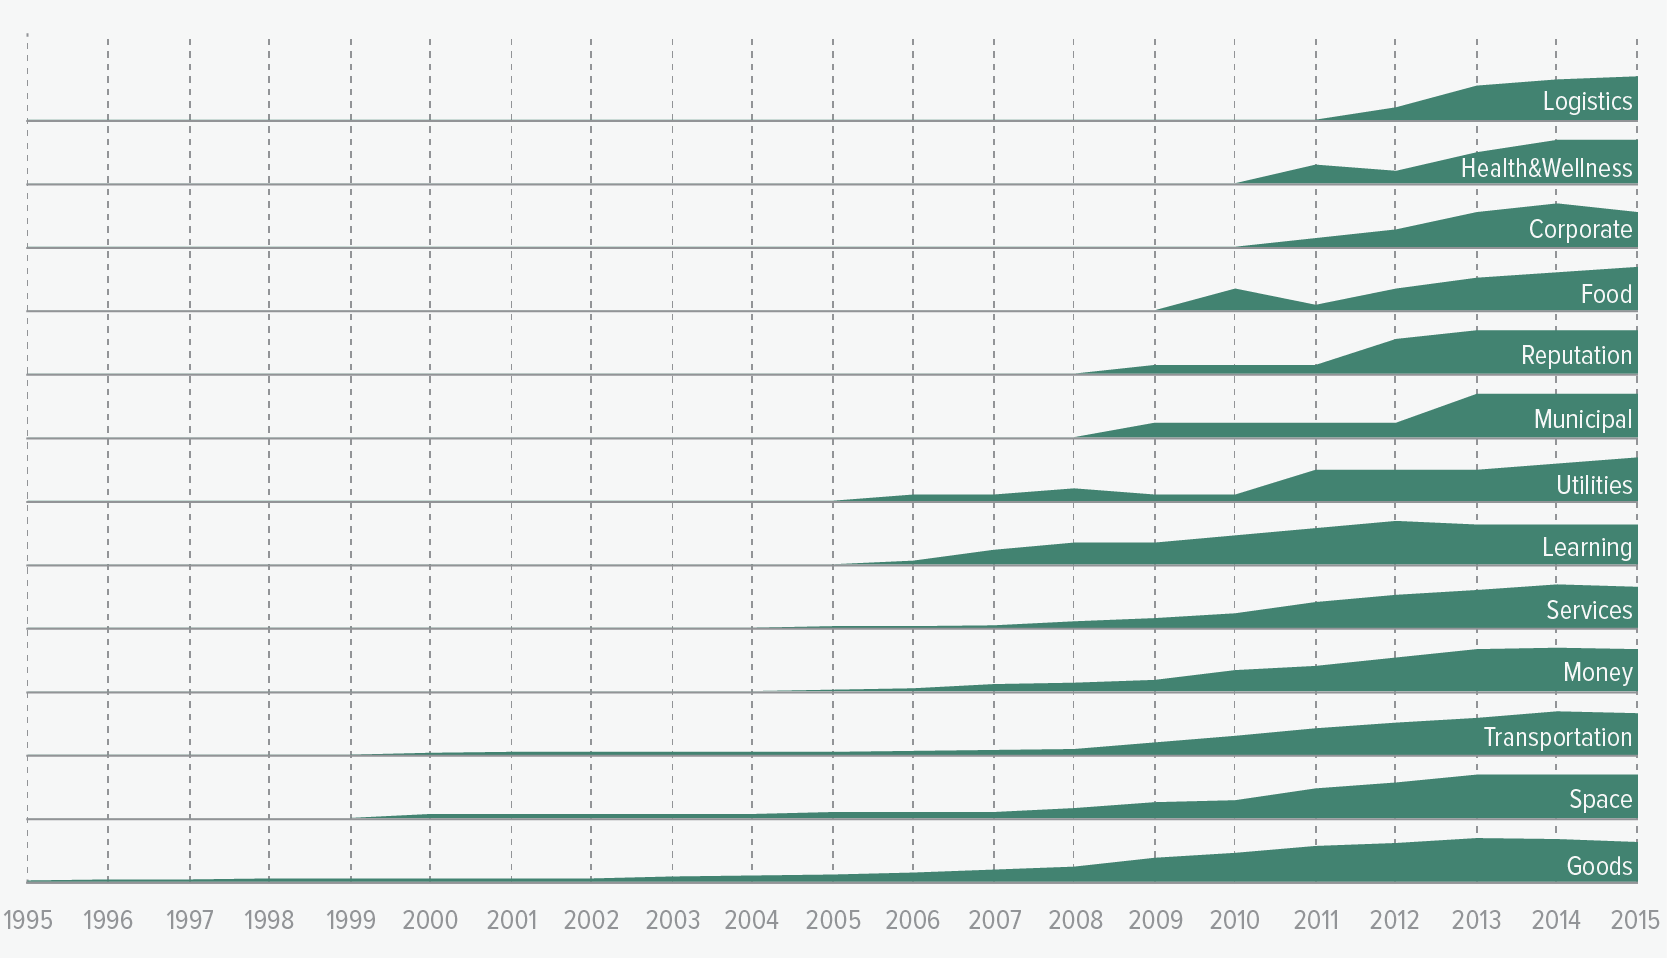 Logistics
Health&Wellness
Corporate
Food
Reputation
Municipal
Utilities
Learning
Services
Money
Transportation
Space
Goods
1995 1996 1997 1998 1999 2000 2001 2002 2003 2004 2005 2006 2007 2008 2009 2010 2011 2012 2013 2014 2015